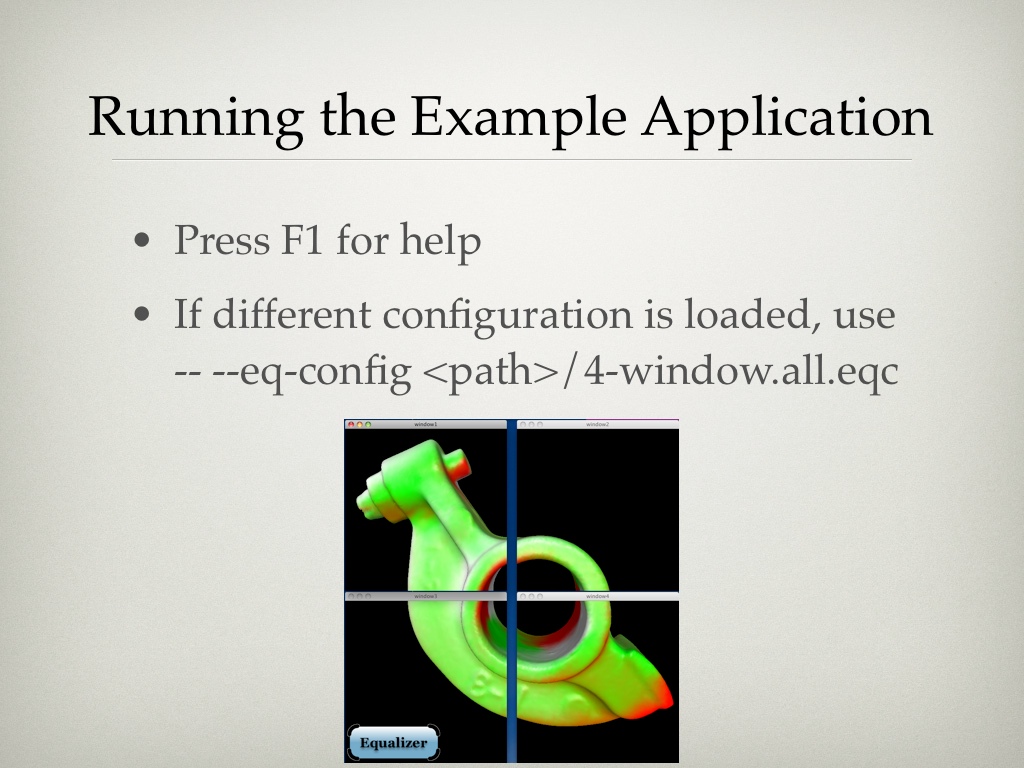 Running the Example Application
• Press F1 for help
• If different configuration is loaded, use
-- --eq-config <path>/4-window.all.eqc
window1
window2
window3
window4
Equalizer